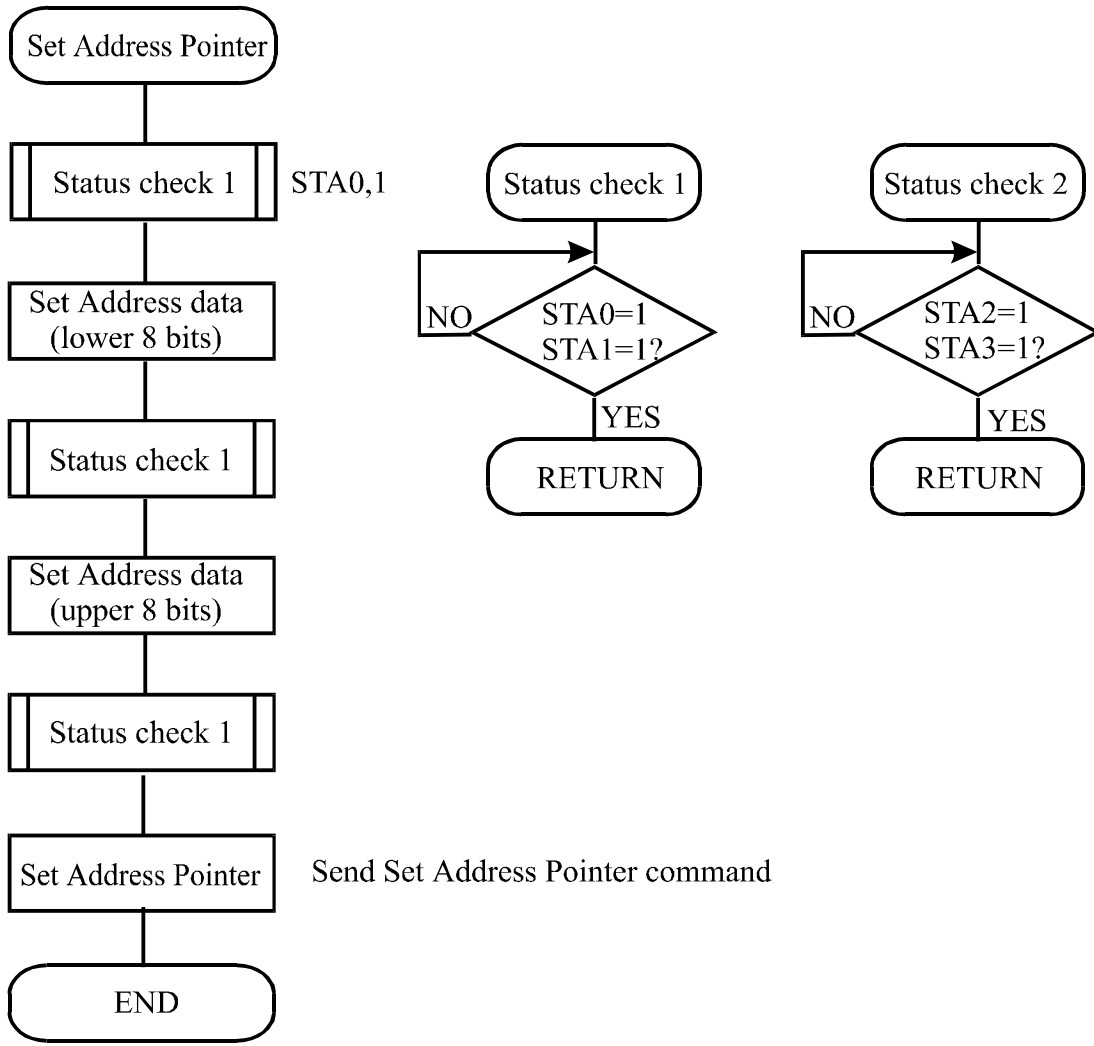 Set Address Pointer
Status check 1
STA0,1
Set Address data
(lower 8 bits)
Status check 1
Set Address data
(upper 8 bits)
Status check 1
Set Address Pointer
Send Set Address Pointer command
END
Status check 1
NO
STA0=1
STA1=1?
YES
RETURN
Status check 2
NO
STA2=1
STA3=1?
YES
RETURN